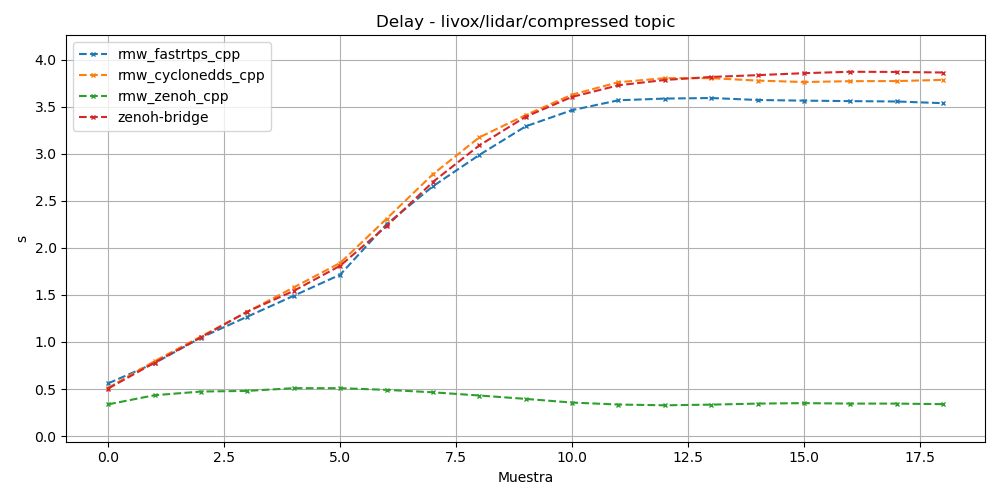 Delay - livox/lidar/compressed topic
rmw_fastrtps_cpp
rmw_cyclonedds_cpp
rmw_zenoh_cpp
zenoh-bridge
s
4.0
3.5
3.0
2.5
2.0
1.5
1.0
0.5
0.0
0.0 2.5 5.0 7.5 10.0 12.5 15.0 17.5
Muestra